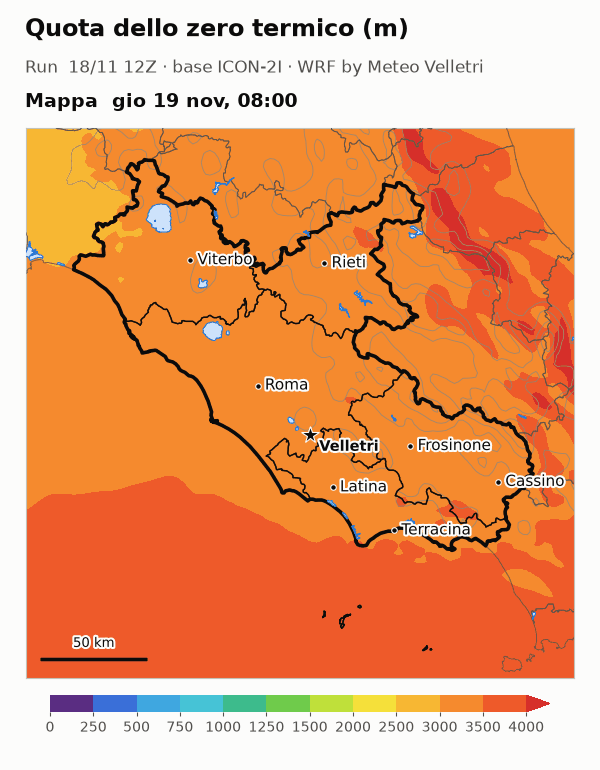 Quota dello zero termico (m)
Run  18/11 12Z · base ICON-2I · WRF by Meteo Velletri
Mappa  gio 19 nov, 08:00
Viterbo
Rieti
Roma
Velletri
Frosinone
Cassino
Latina
Terracina
50 km
0 250 500 750 1000 1250 1500 2000 2500 3000 3500 4000